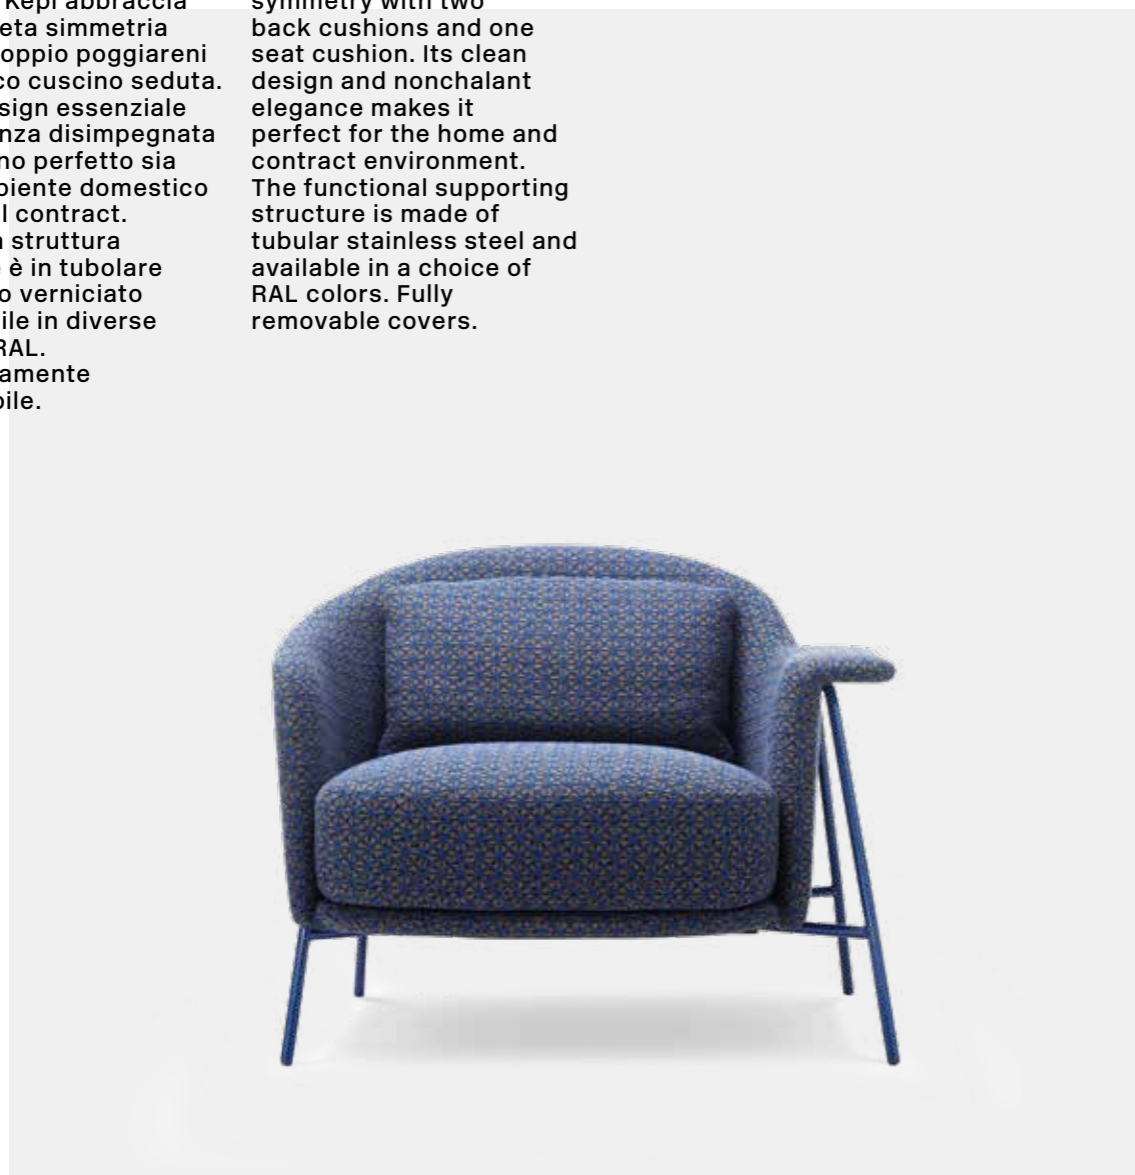 Kepi abbraccia
eta simmetria
oppio poggiareni
co cuscino seduta.
sign essenziale
nza disimpegnata
no perfetto sia
biente domestico
l contract.
struttura
è in tubolare
o verniciato
ile in diverse
RAL.
amente
bile.
symmetry with two
back cushions and one
seat cushion. Its clean
design and nonchalant
elegance makes it
perfect for the home and
contract environment.
The functional supporting
structure is made of
tubular stainless steel and
available in a choice of
RAL colors. Fully
removable covers.